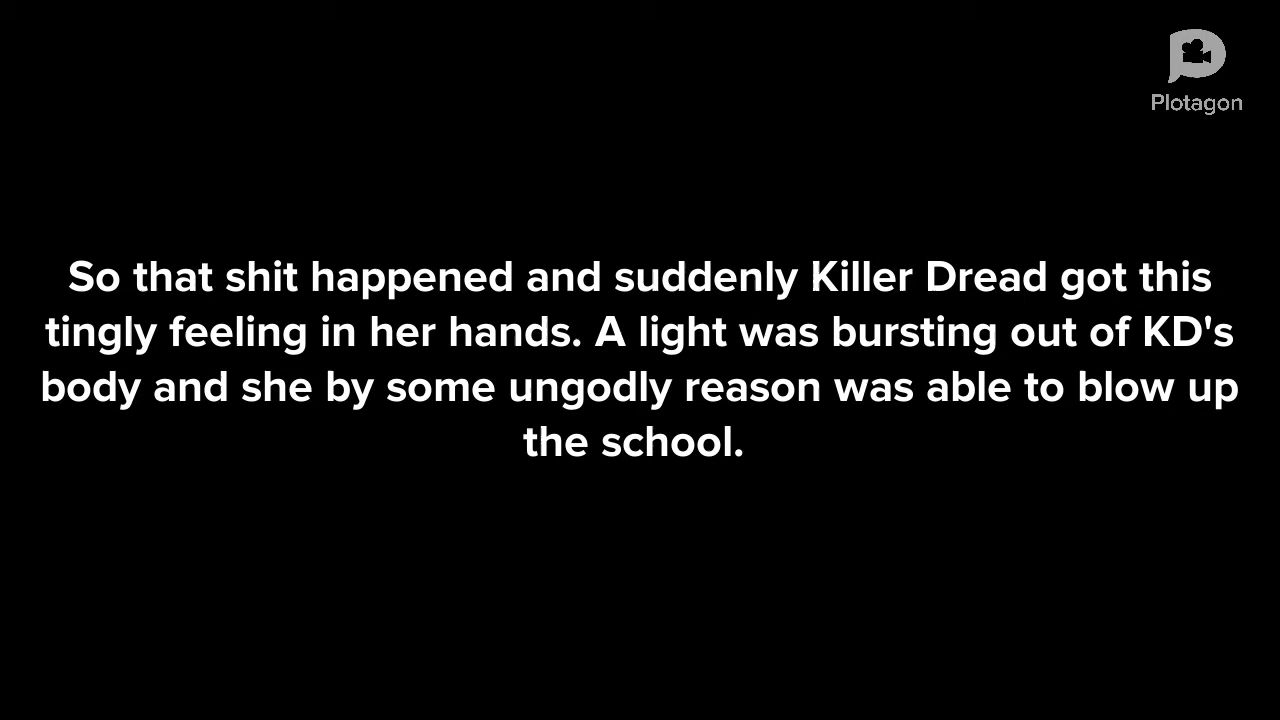 Plotagon
So that shit happened and suddenly Killer Dread got this
tingly feeling in her hands. A light was bursting out of KD's
body and she by some ungodly reason was able to blow up
the school.